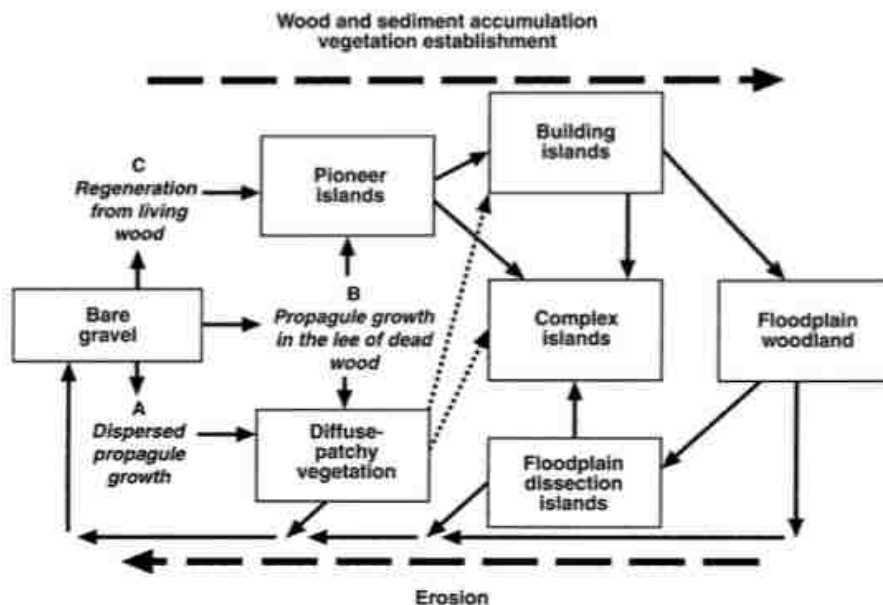 Wood and sediment accumulation
vegetation establishment
Building
islands
C
Regeneration
from living
wood
Pioneer
islands
Bare
gravel
B
Propagule growth
in the lee of dead
wood
Complex
islands
Floodplain
woodland
A
Dispersed
propagule
growth
Diffuse-
patchy
vegetation
Floodplain
dissection
islands
Erosion